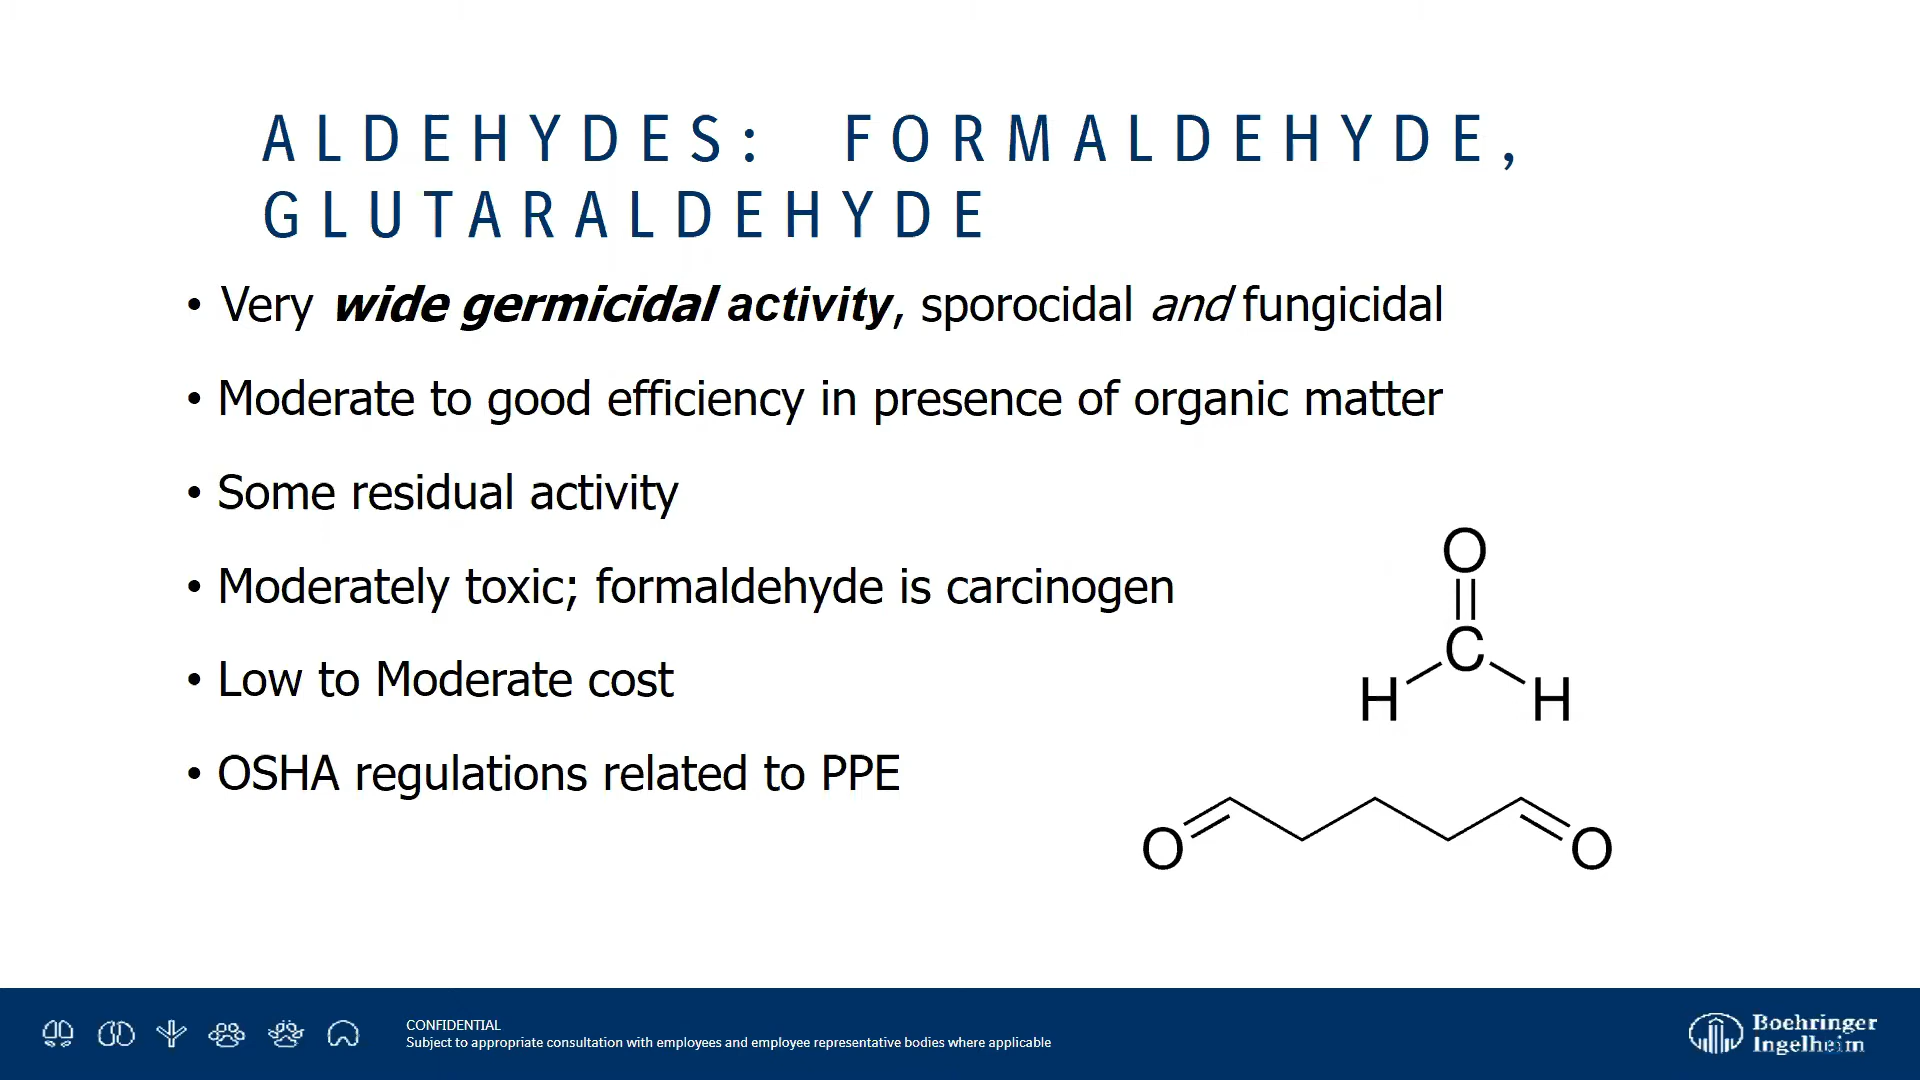 ALDEHYDES: FORMALDEHYDE,
GLUTARALDEHYDE
• Very wide germicidal activity, sporocidal and fungicidal
• Moderate to good efficiency in presence of organic matter
• Some residual activity
• Moderately toxic; formaldehyde is carcinogen
• Low to Moderate cost
• OSHA regulations related to PPE
O
C
H H
O O
CONFIDENTIAL
Subject to appropriate consultation with employees and employee representative bodies where applicable
Boehringer
Ingelheim